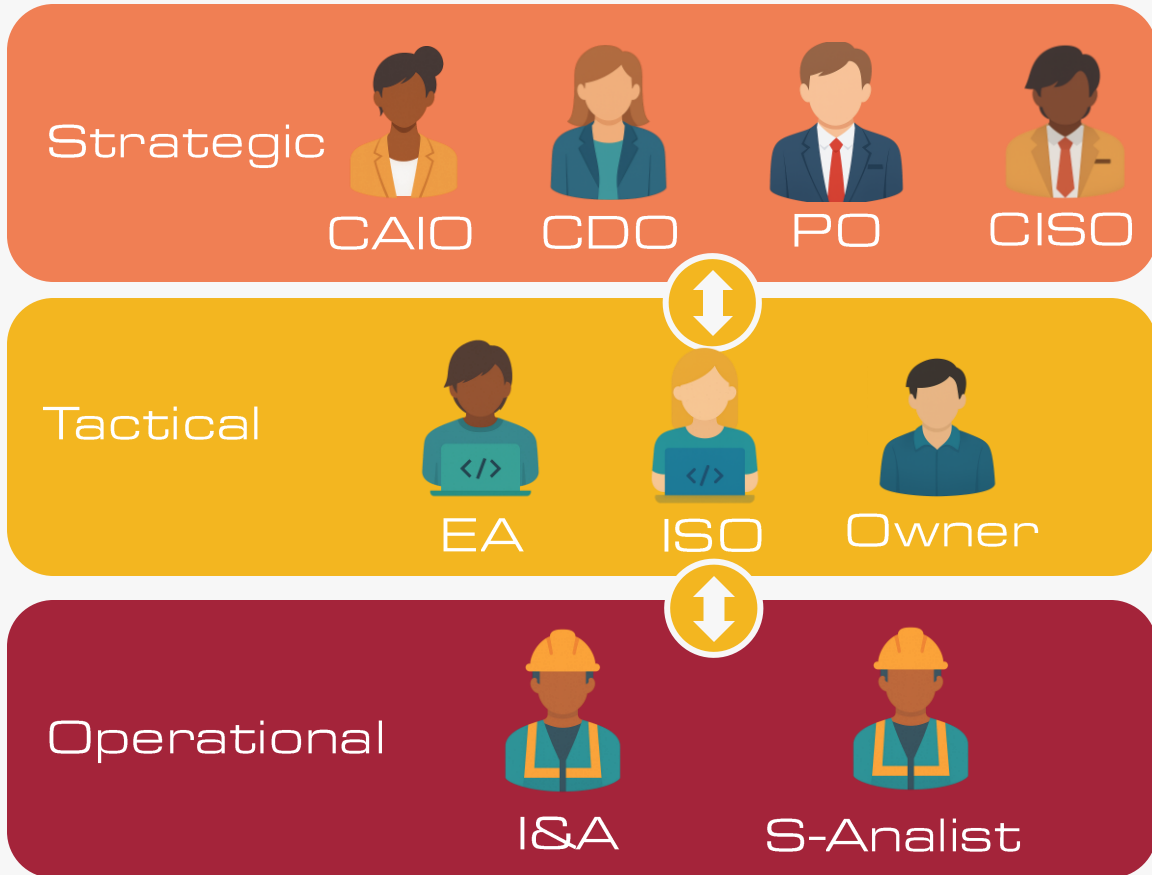 Strategic
CAIO CDO PO CISO
Tactical
</>
</>
EA ISO Owner
Operational
I&A S-Analist